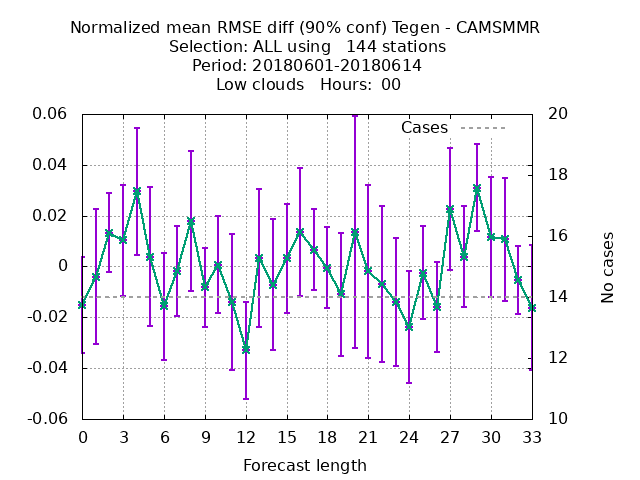 Normalized mean RMSE diff (90% conf) Tegen - CAMSMMR
Selection: ALL using   144 stations
Period: 20180601-20180614
Low clouds   Hours:  00
0.06
0.04
0.02
0
-0.02
-0.04
-0.06
Cases
20
18
16
14
12
10
No cases
0 3 6 9 12 15 18 21 24 27 30 33
Forecast length